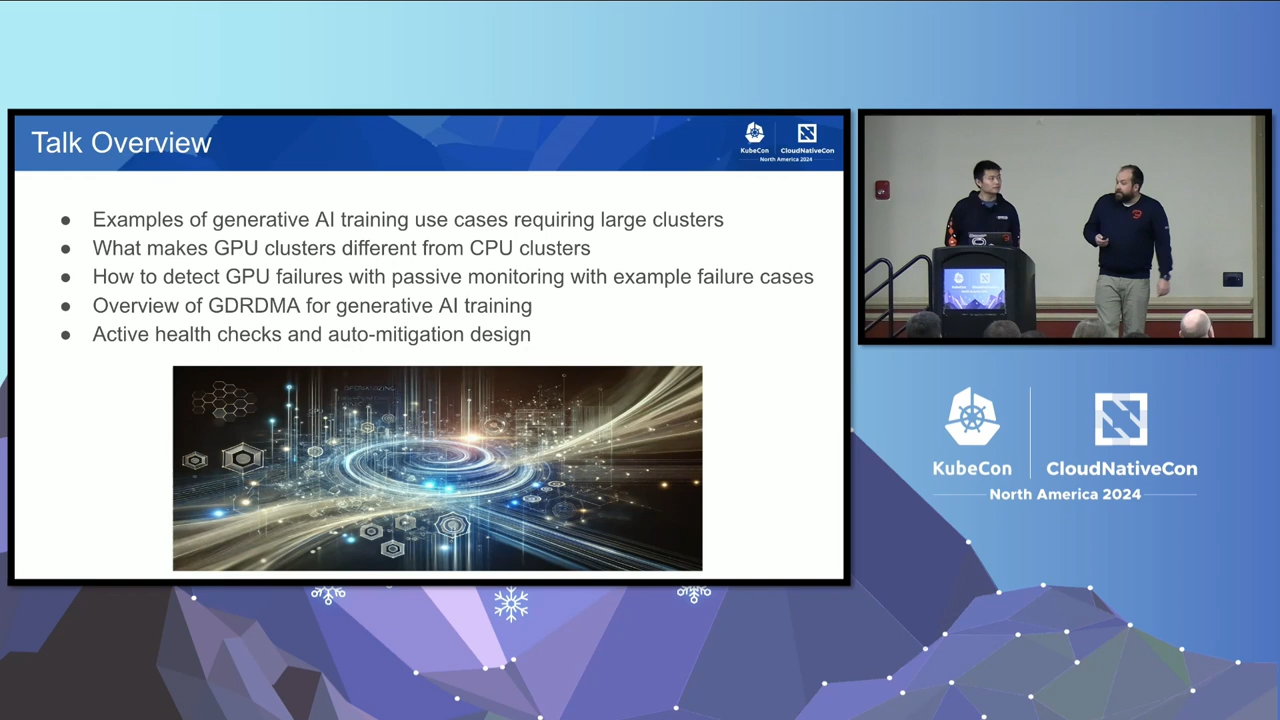 Talk Overview
KubeCon
CloudNativeCon
North America 2024
● Examples of generative AI training use cases requiring large clusters
● What makes GPU clusters different from CPU clusters
● How to detect GPU failures with passive monitoring with example failure cases
● Overview of GDRDMA for generative AI training
● Active health checks and auto-mitigation design
KubeCon
CloudNativeCon
North America 2024